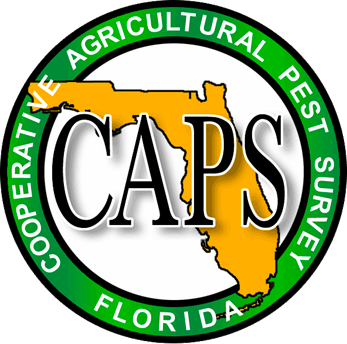 COOPERATIVE AGRICULTURAL PEST SURVEY
CAPS
FLORIDA